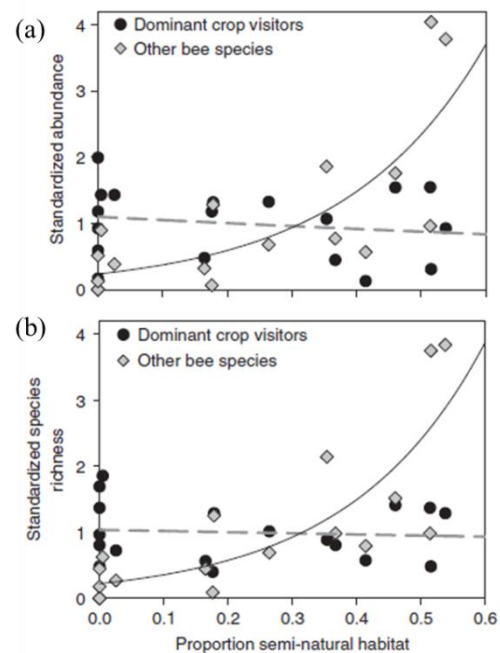 (a)
Dominant crop visitors
Other bee species
Standardized abundance
4
3
2
1
0
(b)
Dominant crop visitors
Other bee species
Standardized species
richness
4
3
2
1
0
0.0 0.1 0.2 0.3 0.4 0.5 0.6
Proportion semi-natural habitat